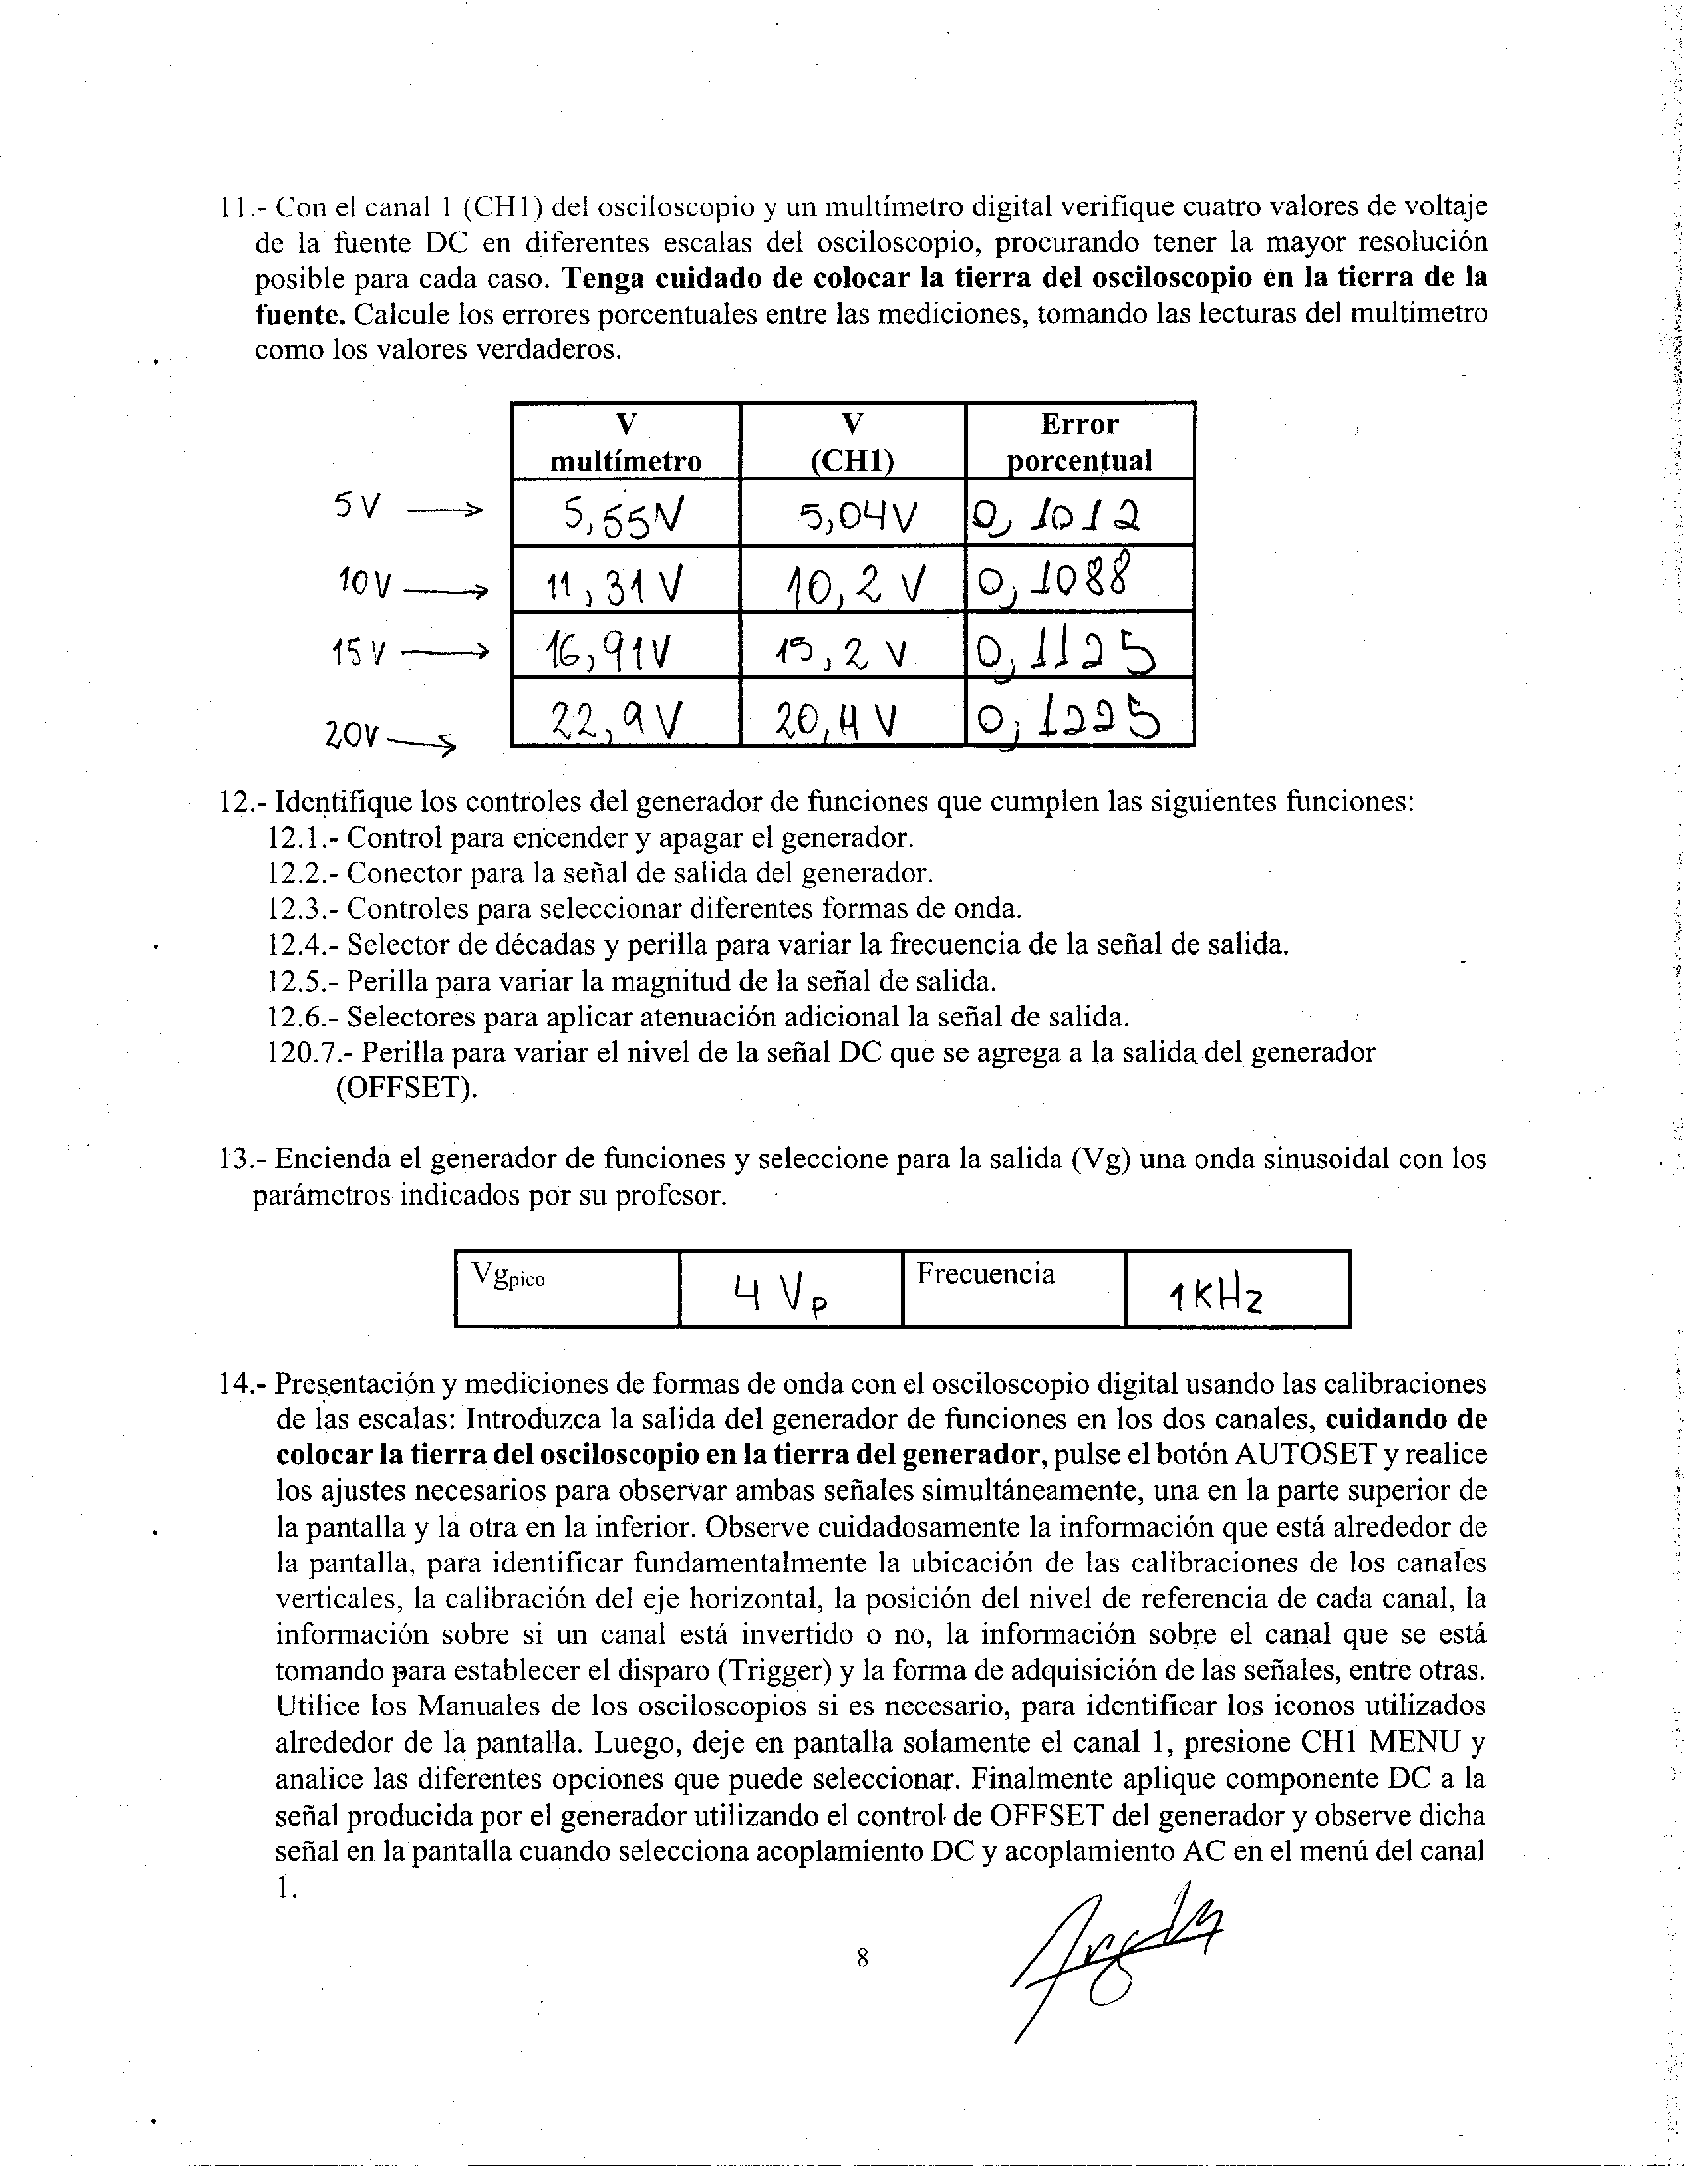 11.- Con el canal 1 (CH1) del osciloscopio y un multímetro digital verifique cuatro valores de voltaje
de la fuente DC en diferentes escalas del osciloscopio, procurando tener la mayor resolución
posible para cada caso. Tenga cuidado de colocar la tierra del osciloscopio en la tierra de la
fuente. Calcule los errores porcentuales entre las mediciones, tomando las lecturas del multímetro
como los valores verdaderos.
V multímetro V (CH1) Error porcentual
5V → 5,55V 5,04V 0,1012
10V → 11,31V 10,2V 0,1088
15V → 16,91V 15,2V 0,1125
20V → 22,9V 20,4V 0,1225
12.- Identifique los controles del generador de funciones que cumplen las siguientes funciones:
12.1.- Control para encender y apagar el generador.
12.2.- Conector para la señal de salida del generador.
12.3.- Controles para seleccionar diferentes formas de onda.
12.4.- Selector de décadas y perilla para variar la frecuencia de la señal de salida.
12.5.- Perilla para variar la magnitud de la señal de salida.
12.6.- Selectores para aplicar atenuación adicional la señal de salida.
120.7.- Perilla para variar el nivel de la señal DC que se agrega a la salida del generador
(OFFSET).
13.- Encienda el generador de funciones y seleccione para la salida (Vg) una onda sinusoidal con los
parámetros indicados por su profesor.
Vgpico 4 Vp Frecuencia 1KHz
14.- Presentación y mediciones de formas de onda con el osciloscopio digital usando las calibraciones
de las escalas: Introduzca la salida del generador de funciones en los dos canales, cuidando de
colocar la tierra del osciloscopio en la tierra del generador, pulse el botón AUTOSET y realice
los ajustes necesarios para observar ambas señales simultáneamente, una en la parte superior de
la pantalla y la otra en la inferior. Observe cuidadosamente la información que está alrededor de
la pantalla, para identificar fundamentalmente la ubicación de las calibraciones de los canales
verticales, la calibración del eje horizontal, la posición del nivel de referencia de cada canal, la
información sobre si un canal está invertido o no, la información sobre el canal que se está
tomando para establecer el disparo (Trigger) y la forma de adquisición de las señales, entre otras.
Utilice los Manuales de los osciloscopios si es necesario, para identificar los iconos utilizados
alrededor de la pantalla. Luego, deje en pantalla solamente el canal 1, presione CH1 MENU y
analice las diferentes opciones que puede seleccionar. Finalmente aplique componente DC a la
señal producida por el generador utilizando el control de OFFSET del generador y observe dicha
señal en la pantalla cuando selecciona acoplamiento DC y acoplamiento AC en el menú del canal
1.
8